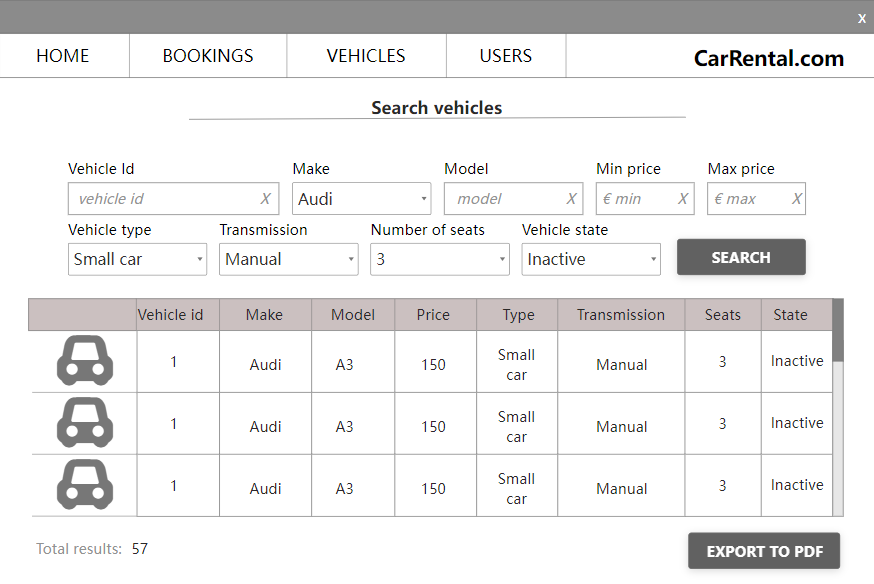 X
HOME BOOKINGS VEHICLES USERS CarRental.com
Search vehicles
Vehicle Id Make Model Min price Max price
vehicle id X Audi model X € min X € max X
Vehicle type Transmission Number of seats Vehicle state
Small car Manual 3 Inactive SEARCH
Vehicle id Make Model Price Type Transmission Seats State
1 Audi A3 150 Small car Manual 3 Inactive
1 Audi A3 150 Small car Manual 3 Inactive
1 Audi A3 150 Small car Manual 3 Inactive
Total results: 57 EXPORT TO PDF